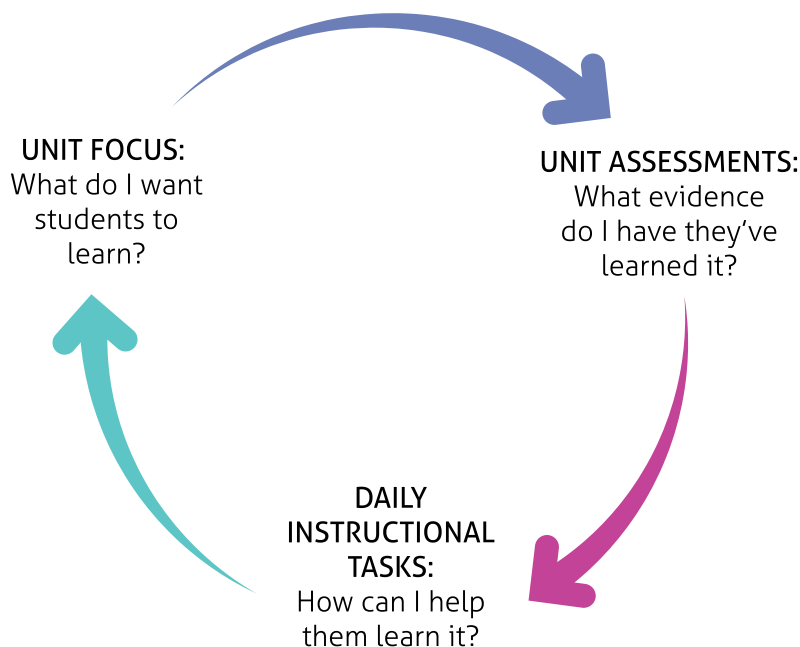 UNIT FOCUS:
What do I want
students to
learn?
UNIT ASSESSMENTS:
What evidence
do I have they’ve
learned it?
DAILY
INSTRUCTIONAL
TASKS:
How can I help
them learn it?